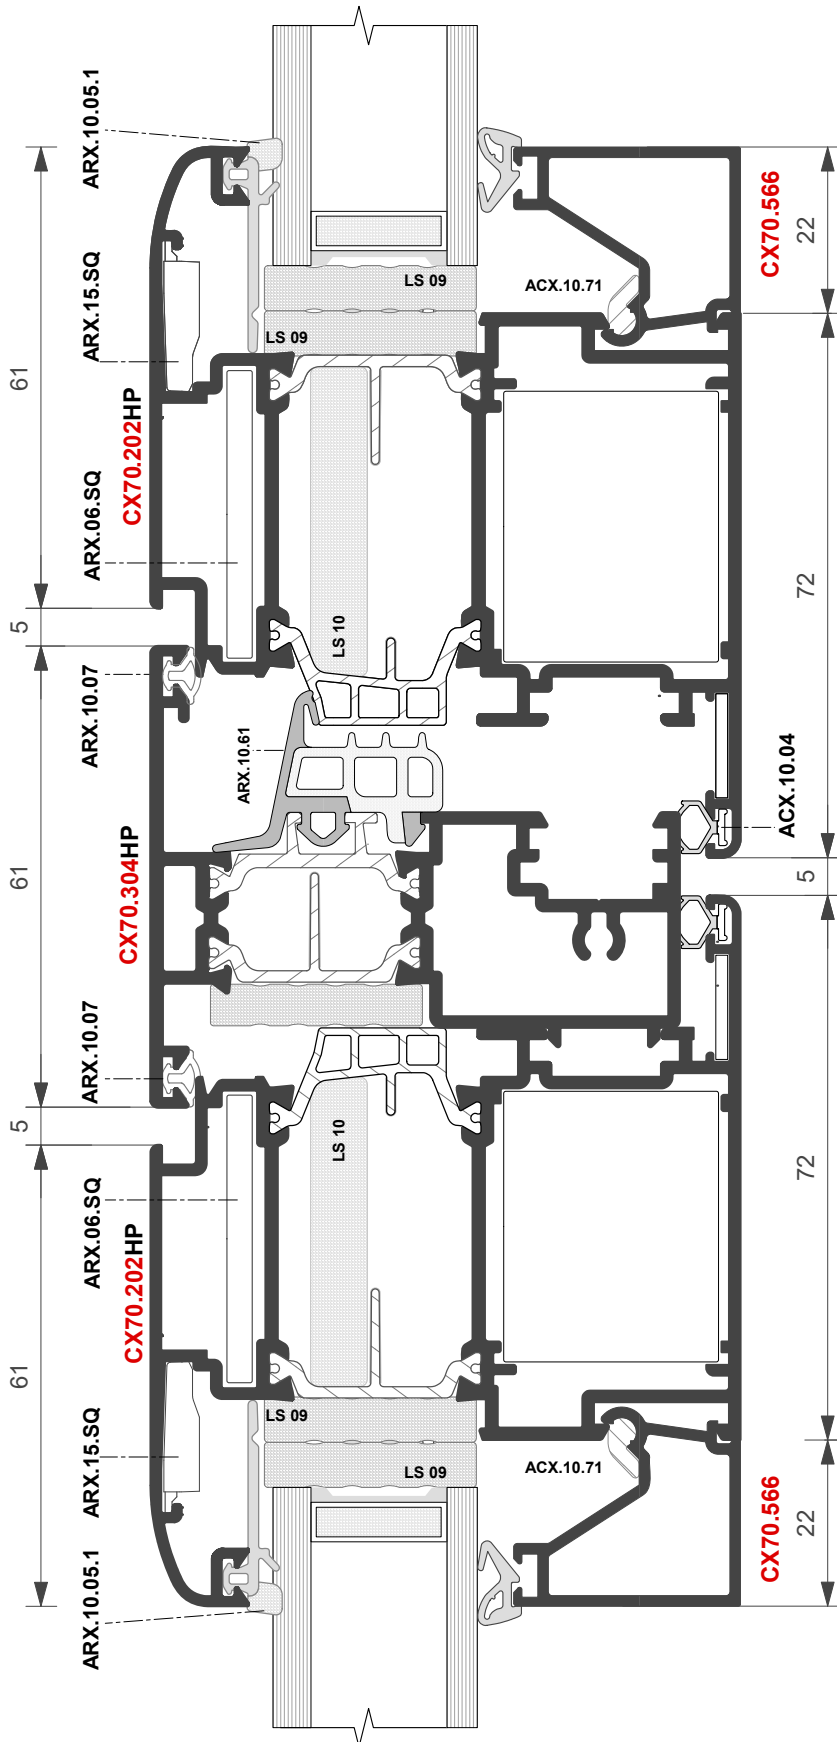 ARX.10.05.1
ARX.15.SQ
CX70.202HP
ARX.06.SQ
ARX.10.07
ARX.10.61
CX70.304HP
ARX.10.07
ARX.06.SQ
CX70.202HP
ARX.15.SQ
ARX.10.05.1
61
5
61
5
61
LS 09
LS 09
LS 10
LS 10
LS 09
LS 09
ACX.10.71
ACX.10.71
CX70.566
ACX.10.04
CX70.566
22
72
5
72
22